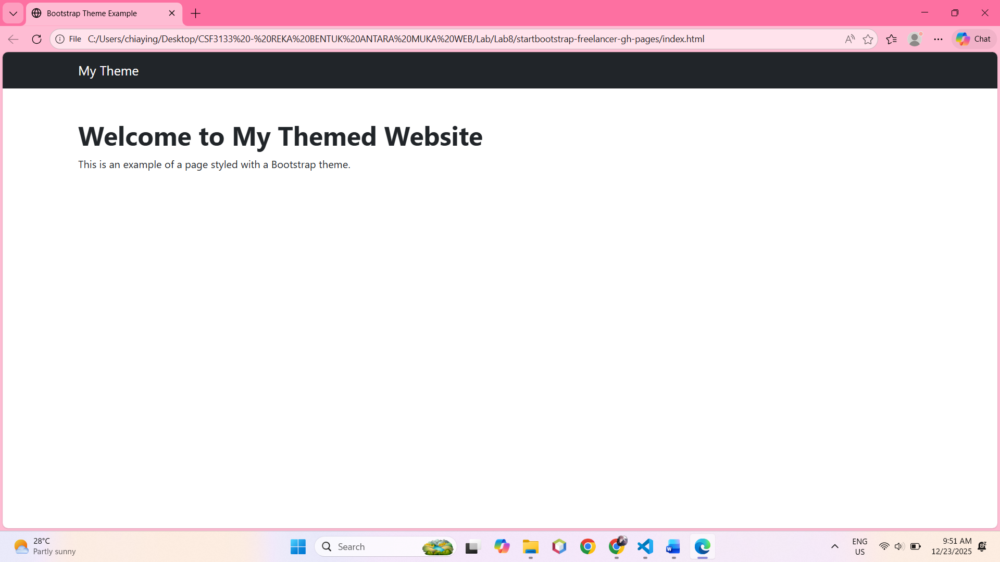 Bootstrap Theme Example
File C:/Users/chiaying/Desktop/CSF3133%20-%20REKA%20BENTUK%20ANTARA%20MUKA%20WEB/Lab/Lab8/startbootstrap-freelancer-gh-pages/index.html
Chat
My Theme
Welcome to My Themed Website
This is an example of a page styled with a Bootstrap theme.
28°C
Partly sunny
Search
ENG
US
9:51 AM
12/23/2025